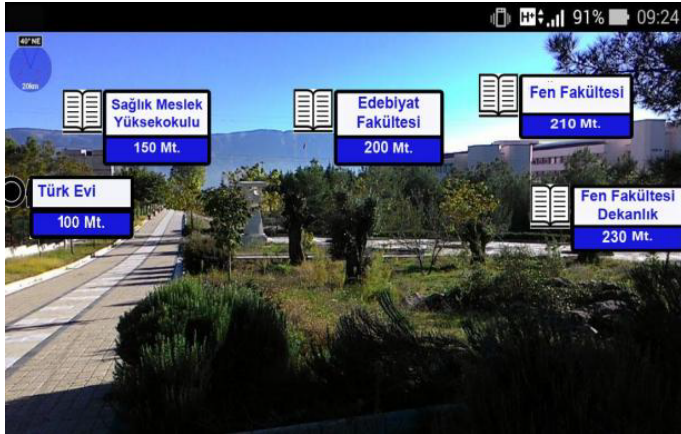 H+ 91% 09:24
40° NE
20km
Sağlık Meslek
Yüksekokulu
150 Mt.
Edebiyat
Fakültesi
200 Mt.
Fen Fakültesi
210 Mt.
Türk Evi
100 Mt.
Fen Fakültesi
Dekanlık
230 Mt.